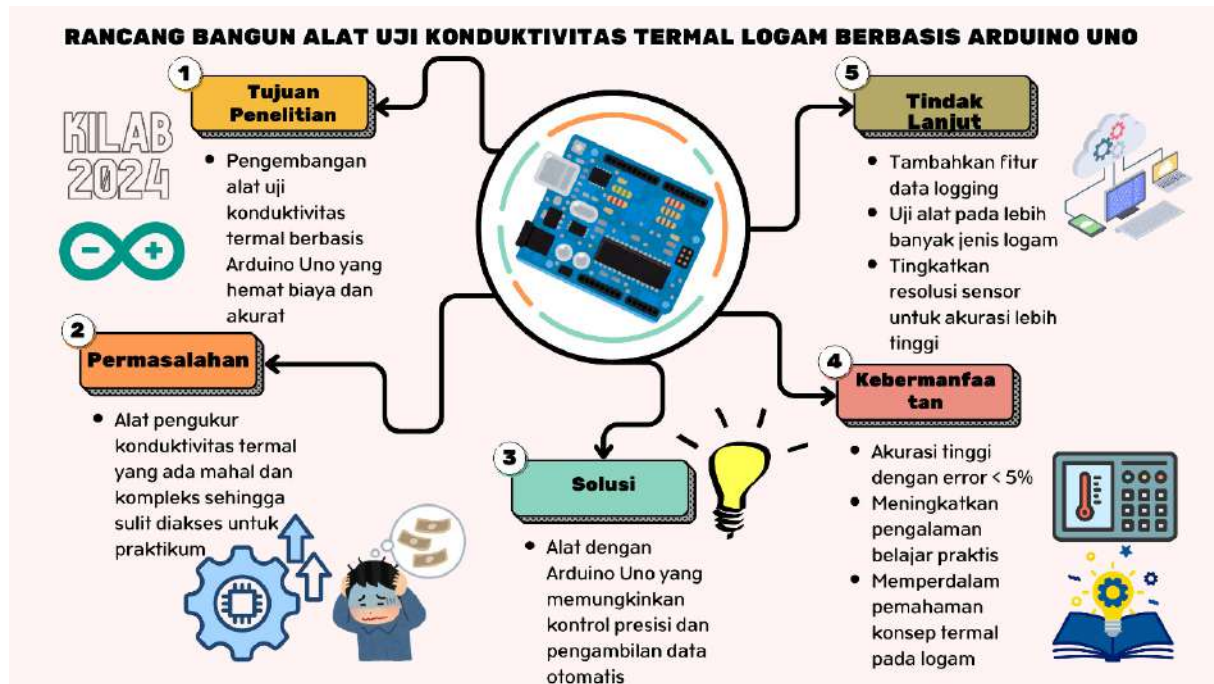 RANCANG BANGUN ALAT UJI KONDUKTIVITAS TERMAL LOGAM BERBASIS ARDUINO UNO
KILAB
2024
1
Tujuan
Penelitian
• Pengembangan
alat uji
konduktivitas
termal berbasis
Arduino Uno yang
hemat biaya dan
akurat
2
Permasalahan
• Alat pengukur
konduktivitas termal
yang ada mahal dan
kompleks sehingga
sulit diakses untuk
praktikum
3
Solusi
• Alat dengan
Arduino Uno yang
memungkinkan
kontrol presisi dan
pengambilan data
otomatis
4
Kebermanfaa
tan
• Akurasi tinggi
dengan error < 5%
• Meningkatkan
pengalaman
belajar praktis
• Memperdalam
pemahaman
konsep termal
pada logam
5
Tindak
Lanjut
• Tambahkan fitur
data logging
• Uji alat pada lebih
banyak jenis logam
• Tingkatkan
resolusi sensor
untuk akurasi lebih
tinggi